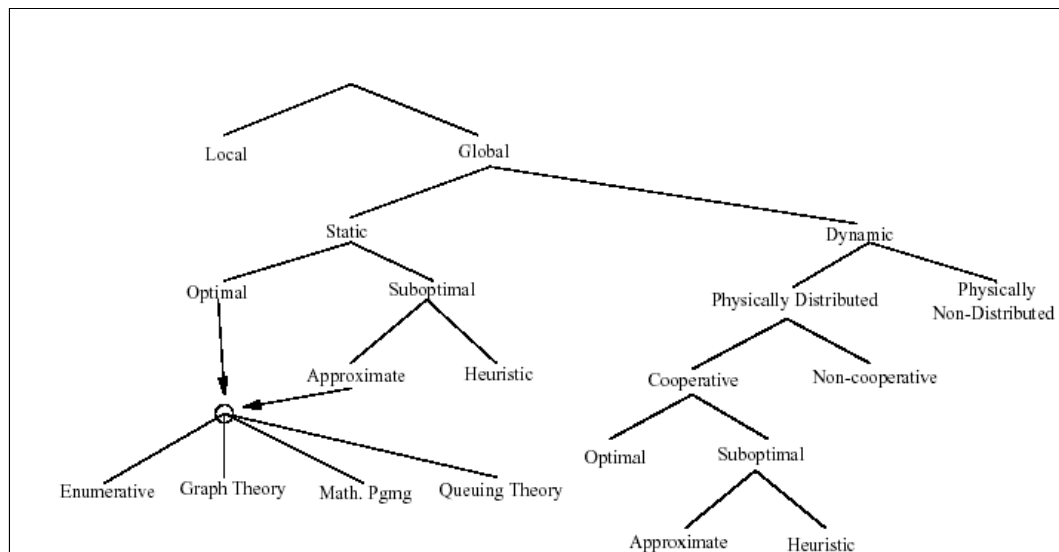 Local
Global
Static
Dynamic
Optimal
Suboptimal
Physically Distributed
Physically
Non-Distributed
Approximate
Heuristic
Cooperative
Non-cooperative
Optimal
Suboptimal
Enumerative
Graph Theory
Math. Pgmg
Queuing Theory
Approximate
Heuristic